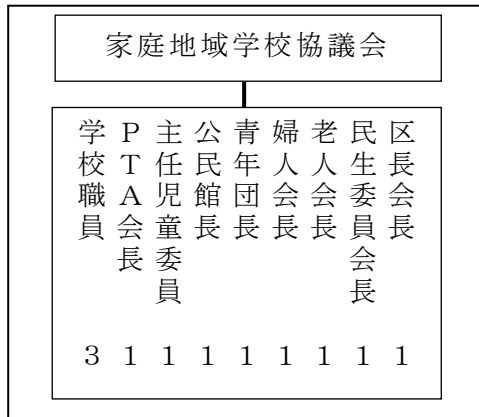 家庭地域学校協議会
区長会長 1
民生委員会長 1
老人会長 1
婦人会長 1
青年団長 1
公民館長 1
主任児童委員 1
PTA会長 1
学校職員 3